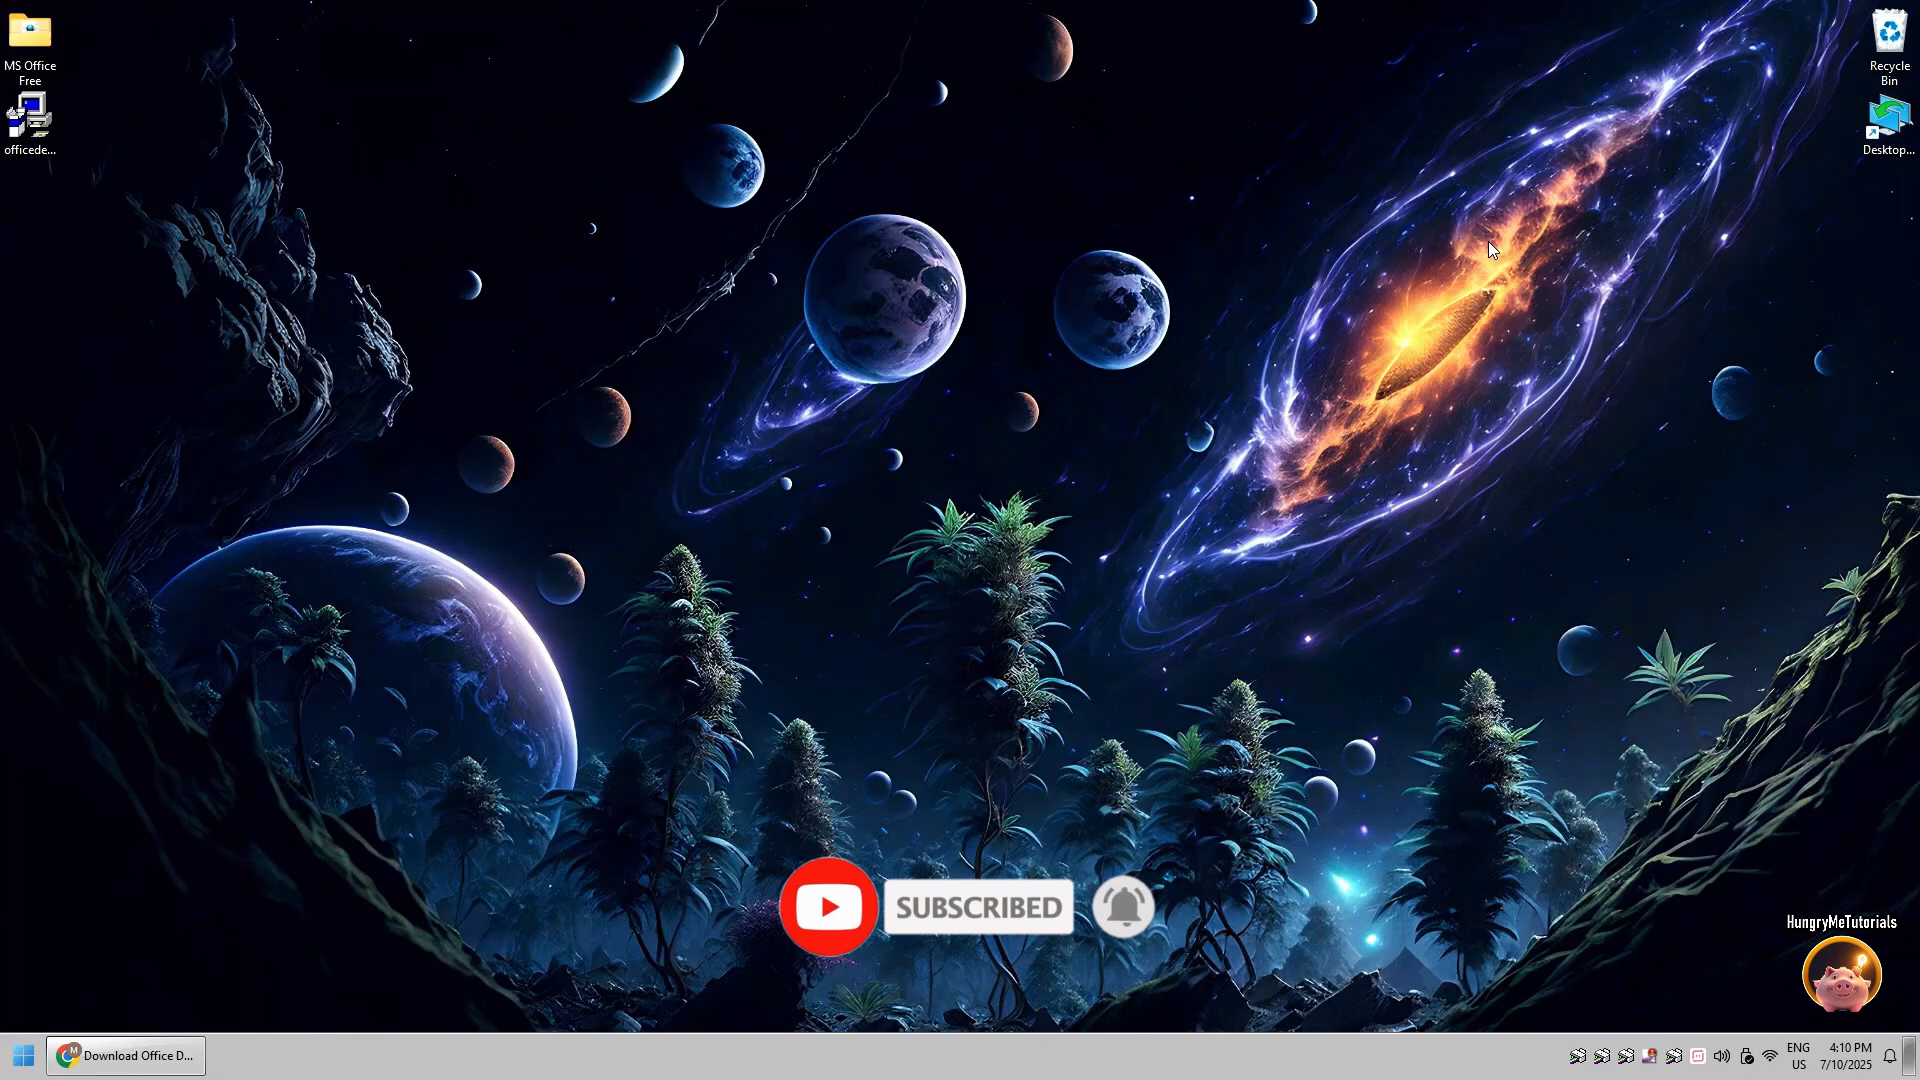 MS Office
Free
officede...
Recycle
Bin
Desktop...
SUBSCRIBED
HungryMeTutorials
M
Download Office D...
ENG
US
4:10 PM
7/10/2025